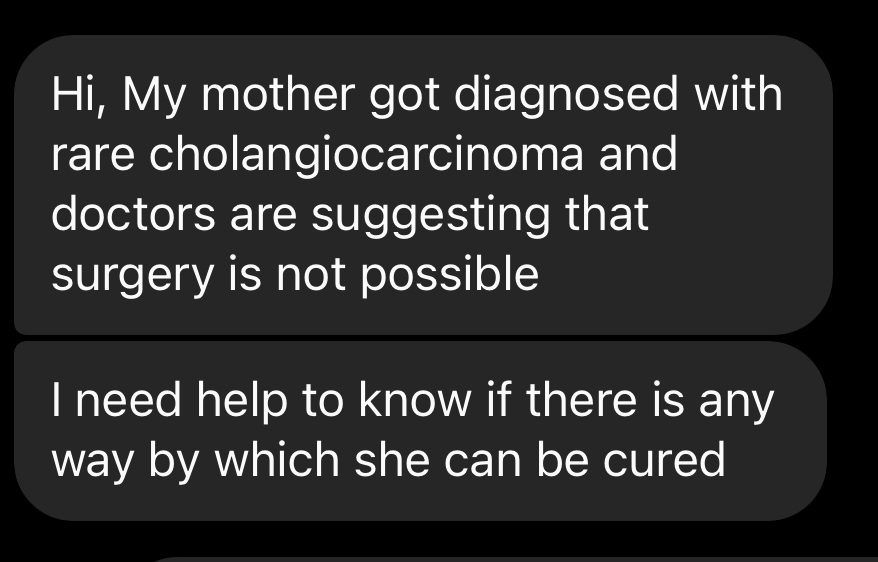 Hi, My mother got diagnosed with
rare cholangiocarcinoma and
doctors are suggesting that
surgery is not possible
I need help to know if there is any
way by which she can be cured